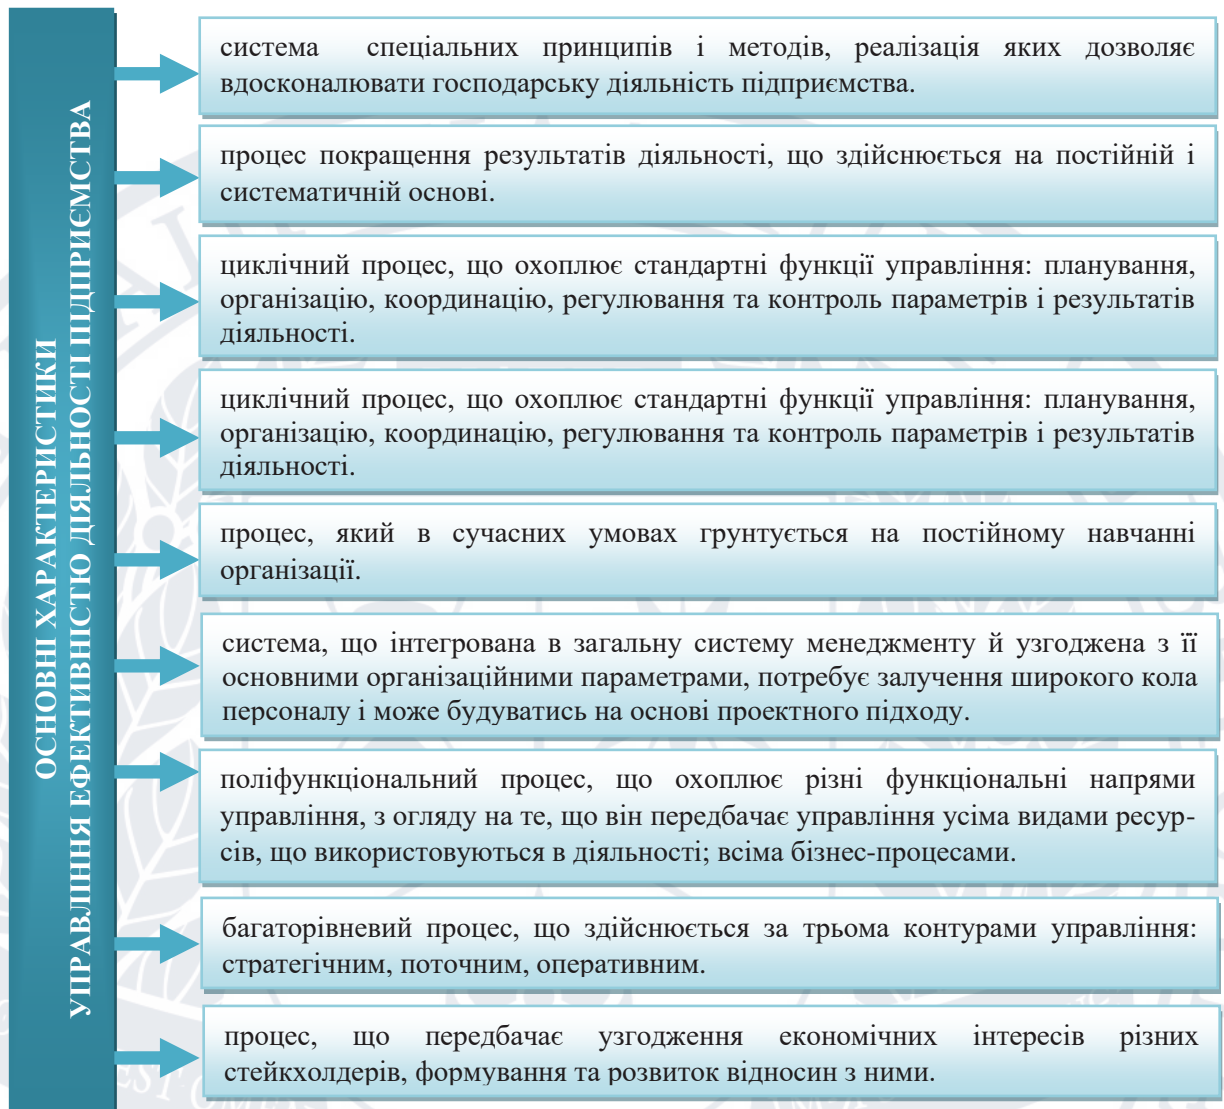 ОСНОВНІ ХАРАКТЕРИСТИКИ
УПРАВЛІННЯ ЕФЕКТИВНІСТЮ ДІЯЛЬНОСТІ ПІДПРИЄМСТВА
система спеціальних принципів і методів, реалізація яких дозволяє
вдосконалювати господарську діяльність підприємства.
процес покращення результатів діяльності, що здійснюється на постійній і
систематичній основі.
циклічний процес, що охоплює стандартні функції управління: планування,
організацію, координацію, регулювання та контроль параметрів і результатів
діяльності.
циклічний процес, що охоплює стандартні функції управління: планування,
організацію, координацію, регулювання та контроль параметрів і результатів
діяльності.
процес, який в сучасних умовах грунтується на постійному навчанні
організації.
система, що інтегрована в загальну систему менеджменту й узгоджена з її
основними організаційними параметрами, потребує залучення широкого кола
персоналу і може будуватись на основі проектного підходу.
поліфункціональний процес, що охоплює різні функціональні напрями
управління, з огляду на те, що він передбачає управління усіма видами ресур-
сів, що використовуються в діяльності; всіма бізнес-процесами.
багаторівневий процес, що здійснюється за трьома контурами управління:
стратегічним, поточним, оперативним.
процес, що передбачає узгодження економічних інтересів різних
стейкхолдерів, формування та розвиток відносин з ними.